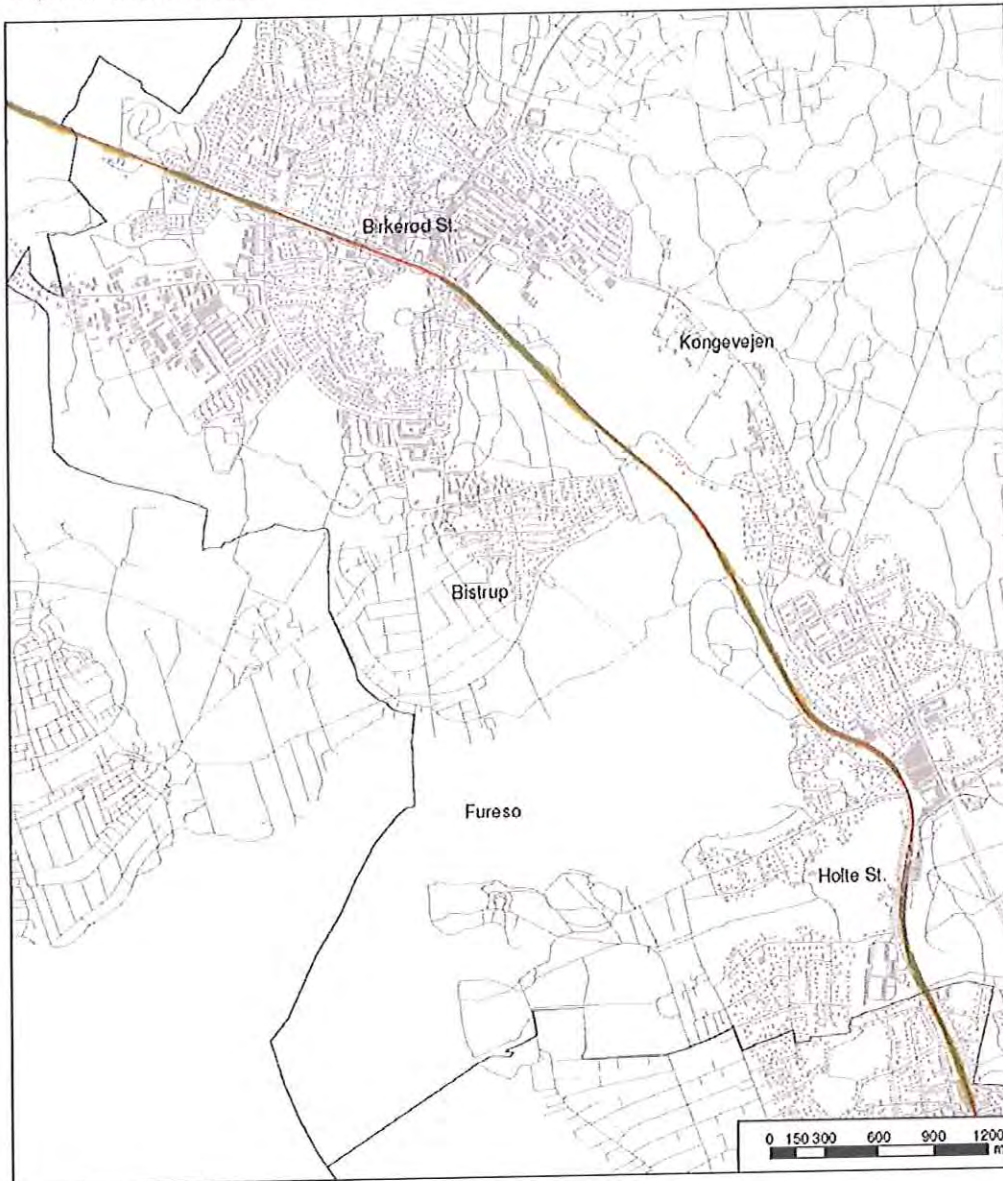 Birkerød St.
Kongevejen
Bistrup
Furesø
Holte St.
0 150 300 600 900 1200
m